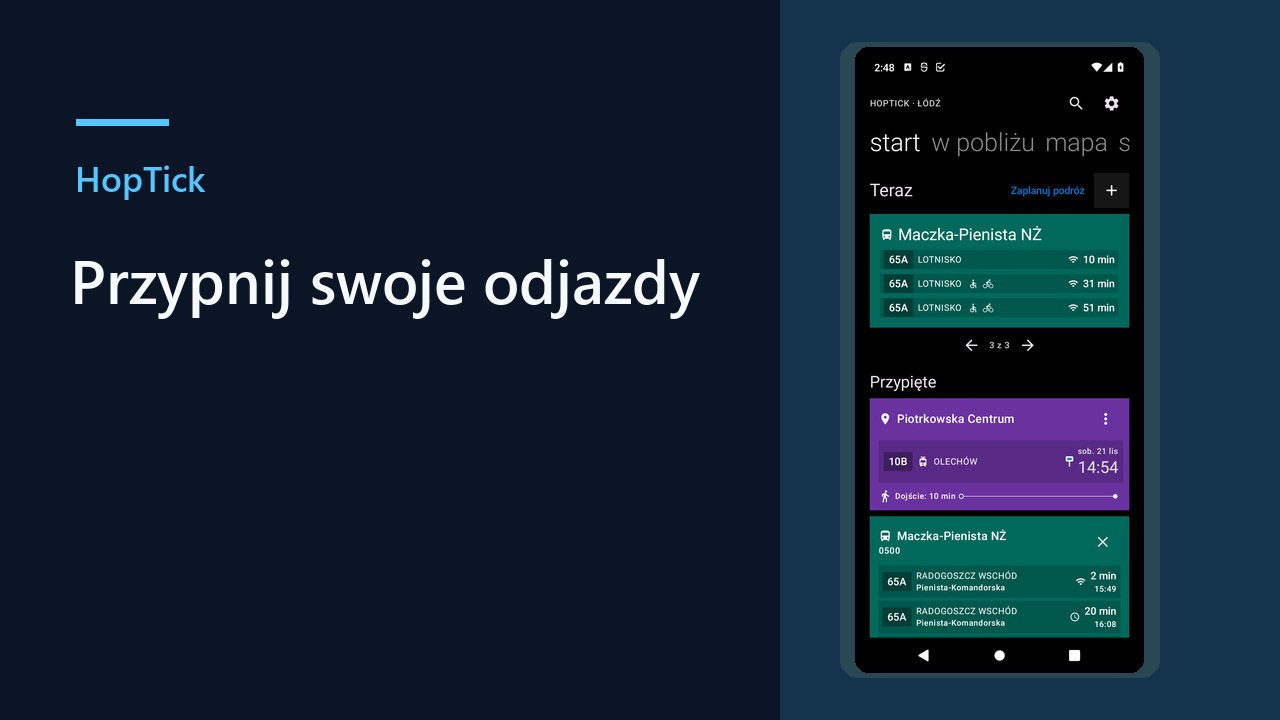 HopTick
Przypnij swoje odjazdy
2:48
HOPTICK · ŁÓDŹ
start w pobliżu mapa s
Teraz Zaplanuj podróż +
Maczka-Pienista NŻ
65A LOTNISKO 10 min
65A LOTNISKO 31 min
65A LOTNISKO 51 min
3 z 3
Przypięte
Piotrkowska Centrum
sob. 21 lis
10B OLECHÓW 14:54
Dojście: 10 min
Maczka-Pienista NŻ
0500
65A RADOGOSZCZ WSCHÓD 2 min
Pienista-Komandorska 15:49
65A RADOGOSZCZ WSCHÓD 20 min
Pienista-Komandorska 16:08